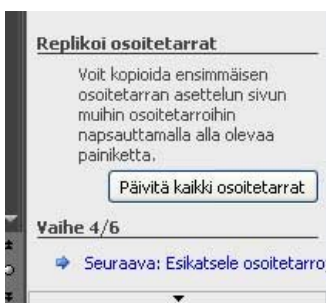 Replikoi osoitetarrat
Voit kopioida ensimmäisen
osoitetarran asettelun sivun
muihin osoitetarroihin
napsauttamalla alla olevaa
painiketta.
Päivitä kaikki osoitetarrat
Vaihe 4/6
Seuraava: Esikatsele osoitetarro